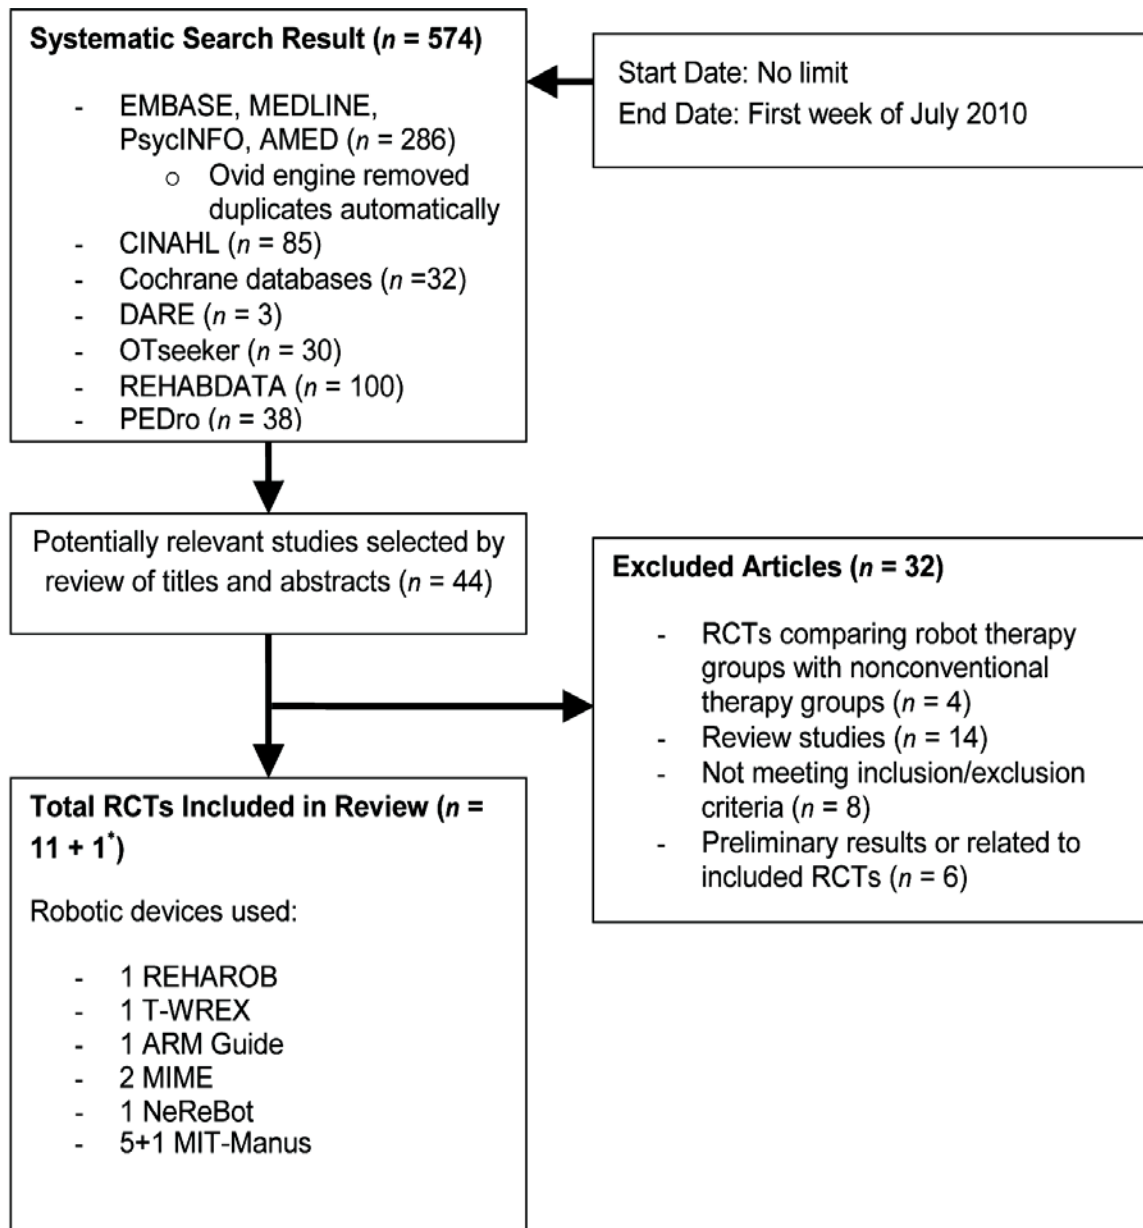 Systematic Search Result (n = 574)
- EMBASE, MEDLINE,
PsycINFO, AMED (n = 286)
o Ovid engine removed
duplicates automatically
- CINAHL (n = 85)
- Cochrane databases (n =32)
- DARE (n = 3)
- OTseeker (n = 30)
- REHABDATA (n = 100)
- PEDro (n = 38)
Start Date: No limit
End Date: First week of July 2010
Potentially relevant studies selected by
review of titles and abstracts (n = 44)
Excluded Articles (n = 32)
- RCTs comparing robot therapy
groups with nonconventional
therapy groups (n = 4)
- Review studies (n = 14)
- Not meeting inclusion/exclusion
criteria (n = 8)
- Preliminary results or related to
included RCTs (n = 6)
Total RCTs Included in Review (n =
11 + 1*)
Robotic devices used:
- 1 REHAROB
- 1 T-WREX
- 1 ARM Guide
- 2 MIME
- 1 NeReBot
- 5+1 MIT-Manus